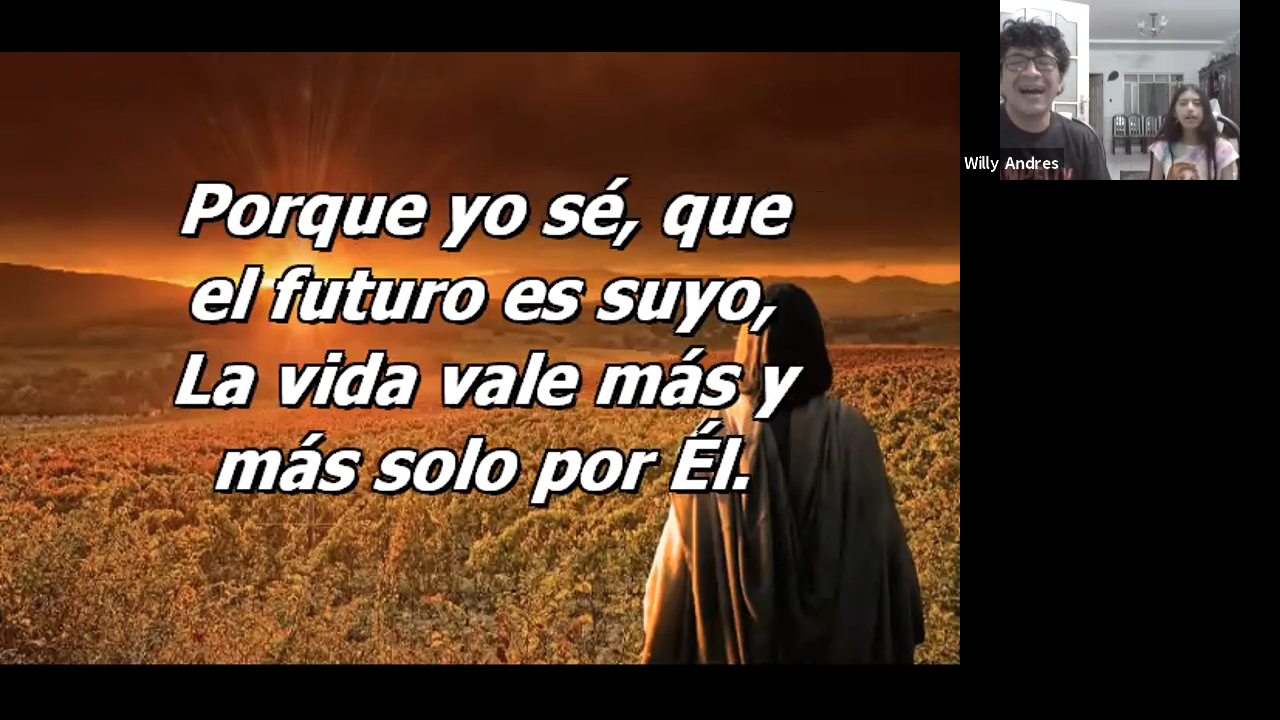 Porque yo sé, que
el futuro es suyo,
La vida vale más y
más solo por Él.
Willy Andres